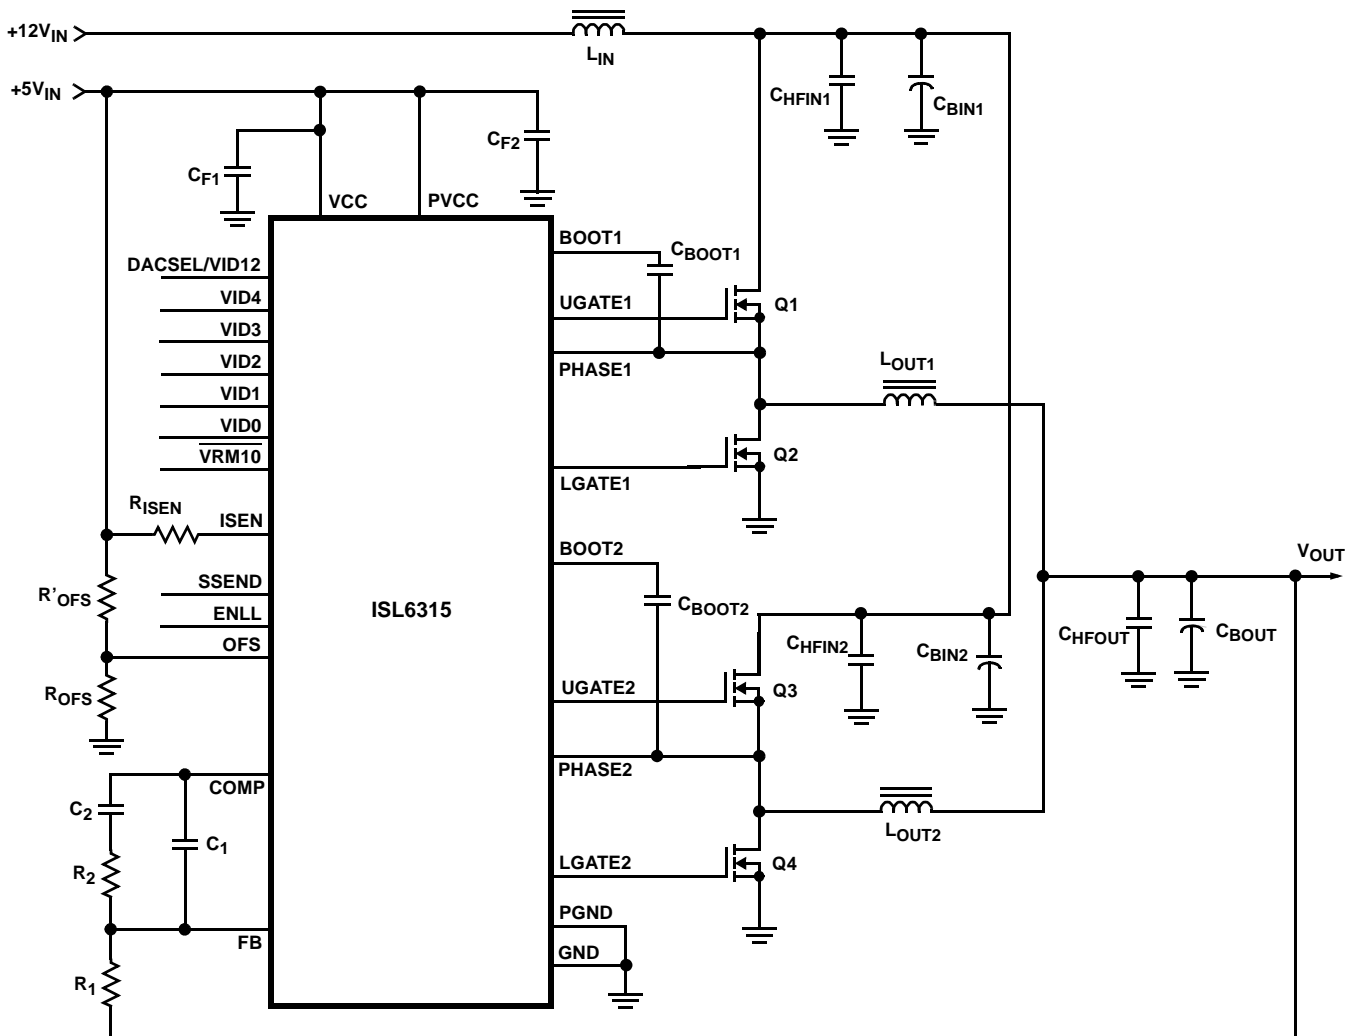 +12VIN
LIN
+5VIN
CHFIN1
CBIN1
CF2
CF1
VCC
PVCC
BOOT1
CBOOT1
DACSEL/VID12
VID4
UGATE1
Q1
VID3
VID2
PHASE1
LOUT1
VID1
VID0
VRM10
Q2
LGATE1
RISEN
ISEN
BOOT2
VOUT
SSEND
R'OFS
ISL6315
CBOOT2
ENLL
CHFOUT
CBOUT
OFS
CHFIN2
CBIN2
ROFS
UGATE2
Q3
PHASE2
COMP
C2
LOUT2
C1
R2
LGATE2
Q4
PGND
FB
GND
R1